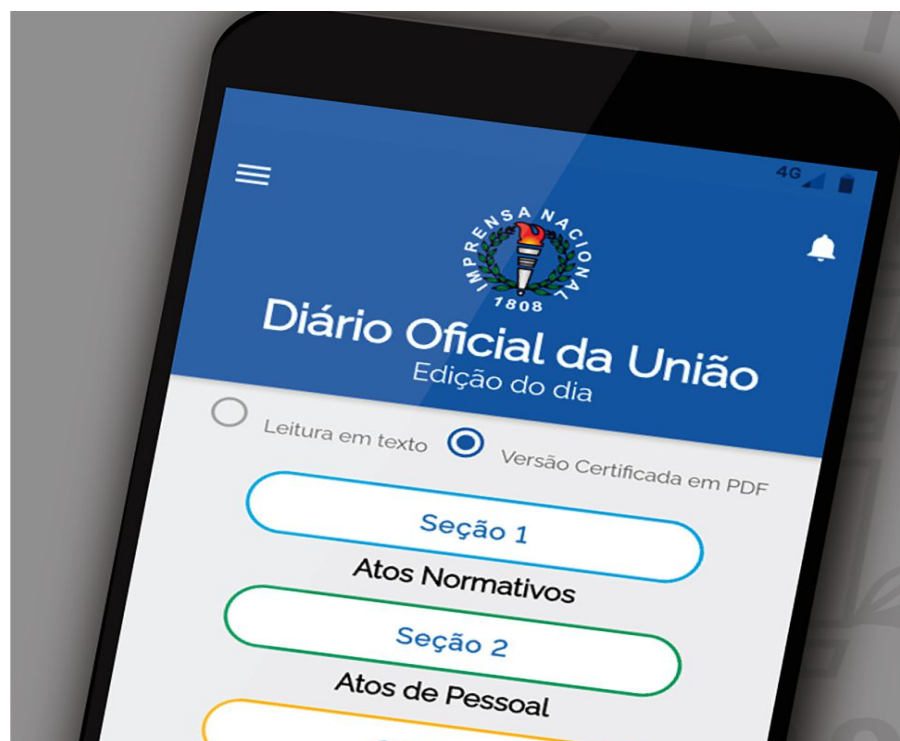 4G
IMPRENSA NACIONAL
1808
Diário Oficial da União
Edição do dia
Leitura em texto
Versão Certificada em PDF
Seção 1
Atos Normativos
Seção 2
Atos de Pessoal